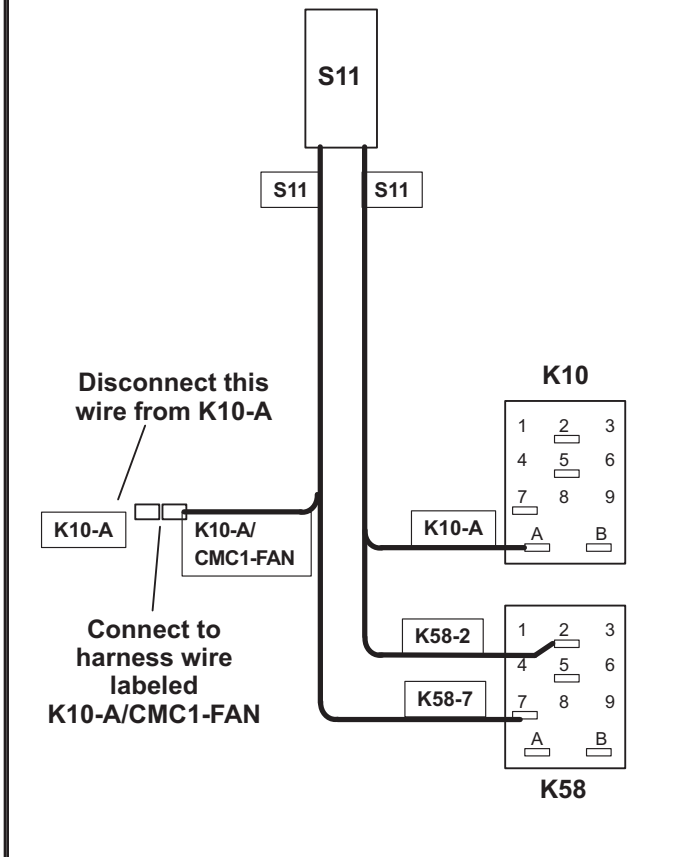 S11
S11 S11
K10
Disconnect this
wire from K10-A
1 2 3
4 5 6
7 8 9
A B
K10-A
K10-A/
CMC1-FAN
K10-A
Connect to
harness wire
labeled
K10-A/CMC1-FAN
K58-2
K58-7
1 2 3
4 5 6
7 8 9
A B
K58